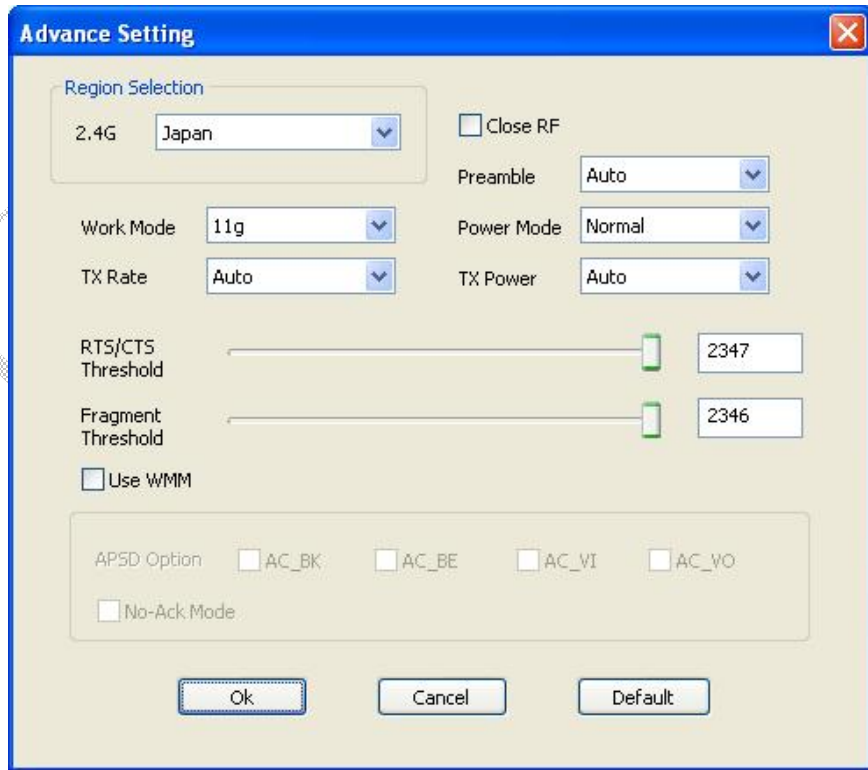 Advance Setting
Region Selection
2.4G Japan
Close RF
Preamble Auto
Work Mode 11g
Power Mode Normal
TX Rate Auto
TX Power Auto
RTS/CTS
Threshold
2347
Fragment
Threshold
2346
Use WMM
APSD Option AC_BK AC_BE AC_VI AC_VO
No-Ack Mode
Ok Cancel Default